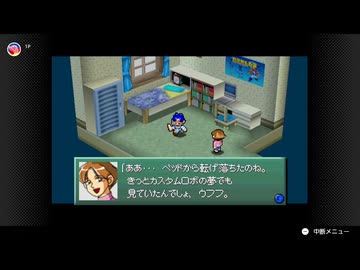 1P
「ああ・・・ ベッドから転げ落ちたのね。
きっとカスタムロボの夢でも
見ていたんでしょ、ウフフ。
中断メニュー